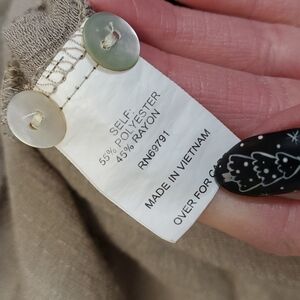 SELF:
55% POLYESTER
45% RAYON
RN69791
MADE IN VIETNAM
OVER FOR